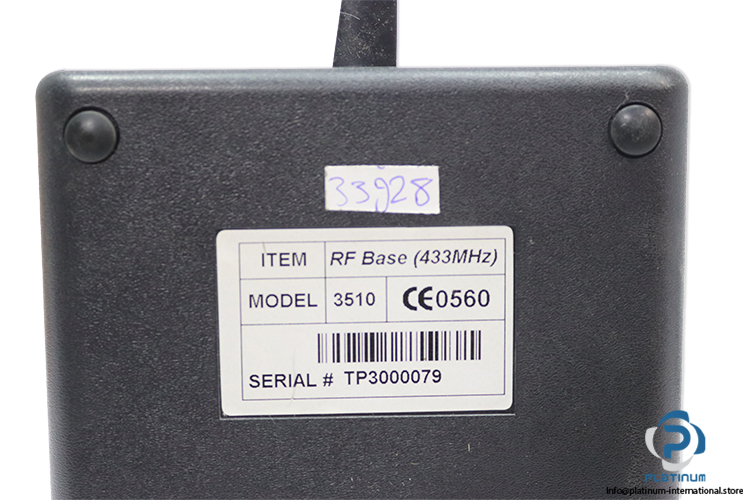 33928
ITEM RF Base (433MHz)
MODEL 3510 CE0560
SERIAL # TP3000079
PLATINUM
Info@platinum-international.store